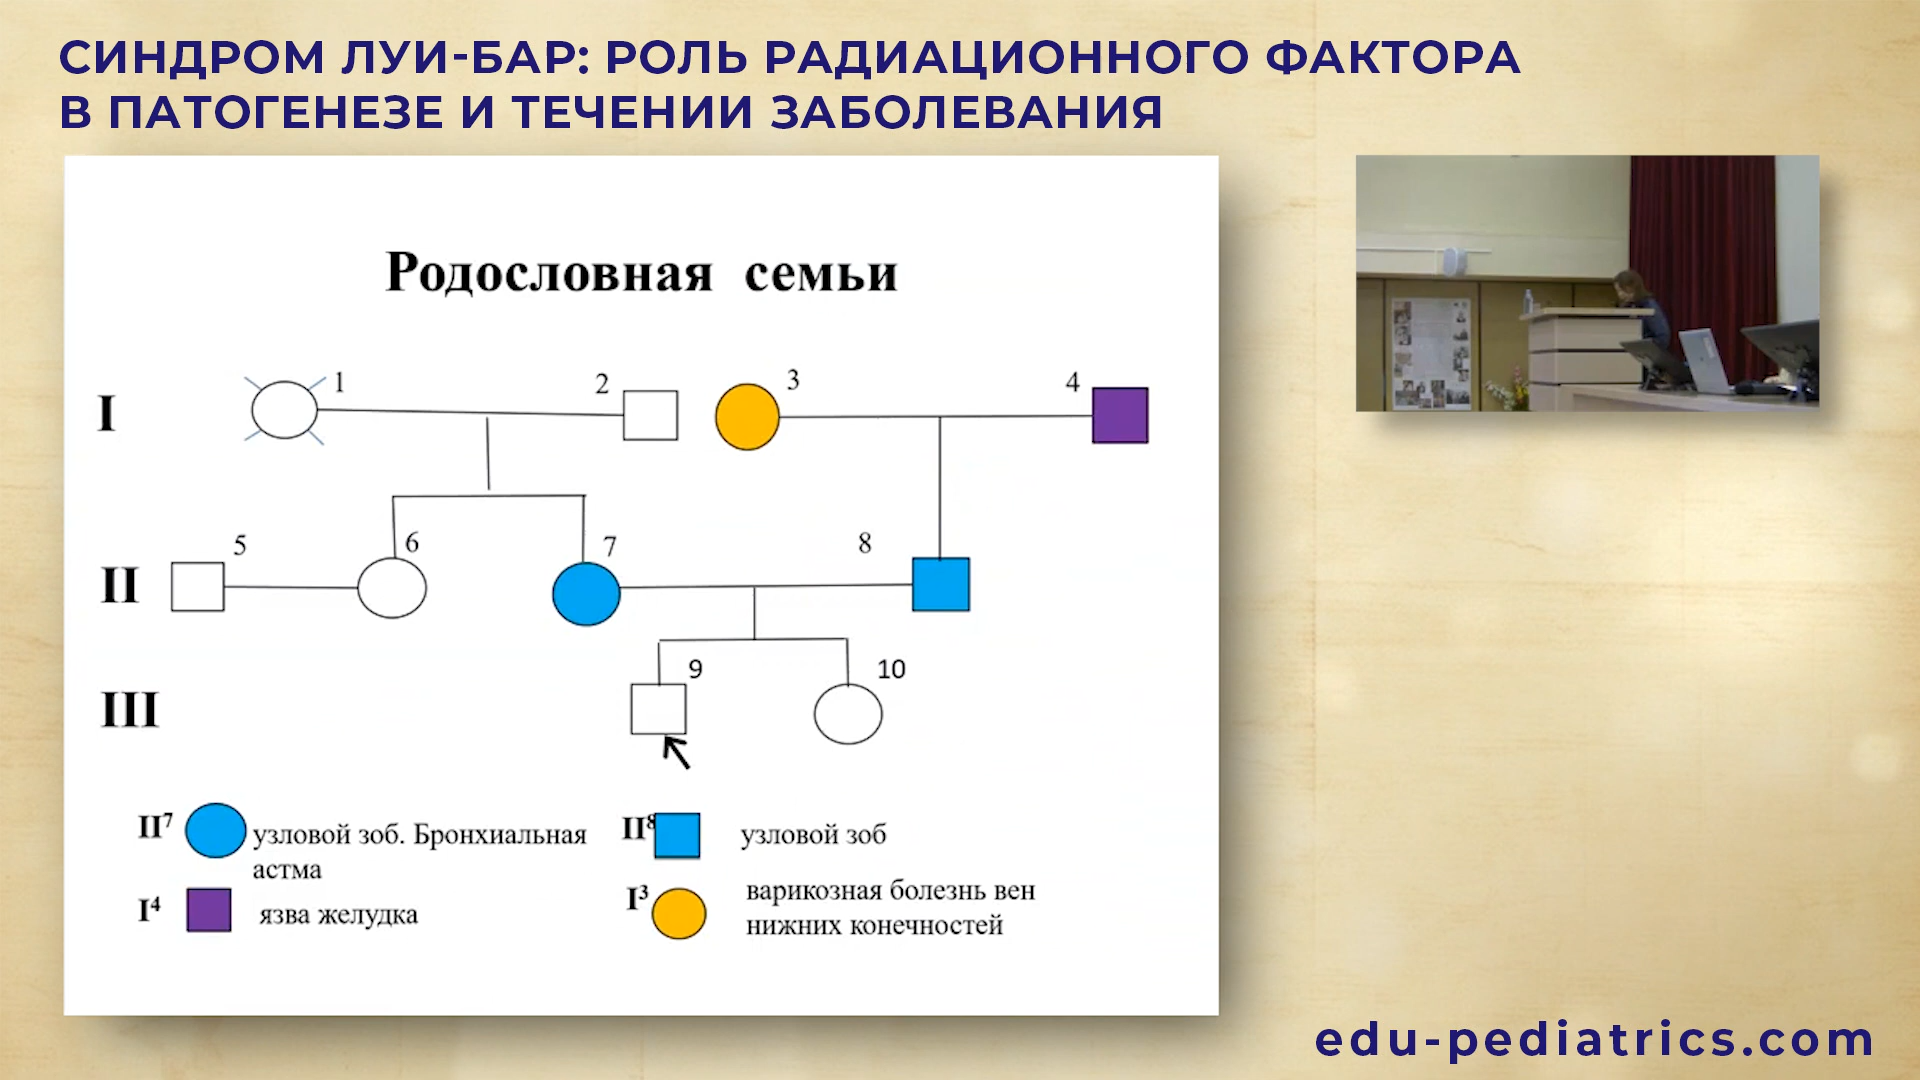 СИНДРОМ ЛУИ-БАР: РОЛЬ РАДИАЦИОННОГО ФАКТОРА
В ПАТОГЕНЕЗЕ И ТЕЧЕНИИ ЗАБОЛЕВАНИЯ
Родословная семьи
I
1
2
3
4
II
5
6
7
8
III
9
10
II⁷ узловой зоб. Бронхиальная
астма
II⁸ узловой зоб
I⁴ язва желудка
I³ варикозная болезнь вен
нижних конечностей
edu-pediatrics.com